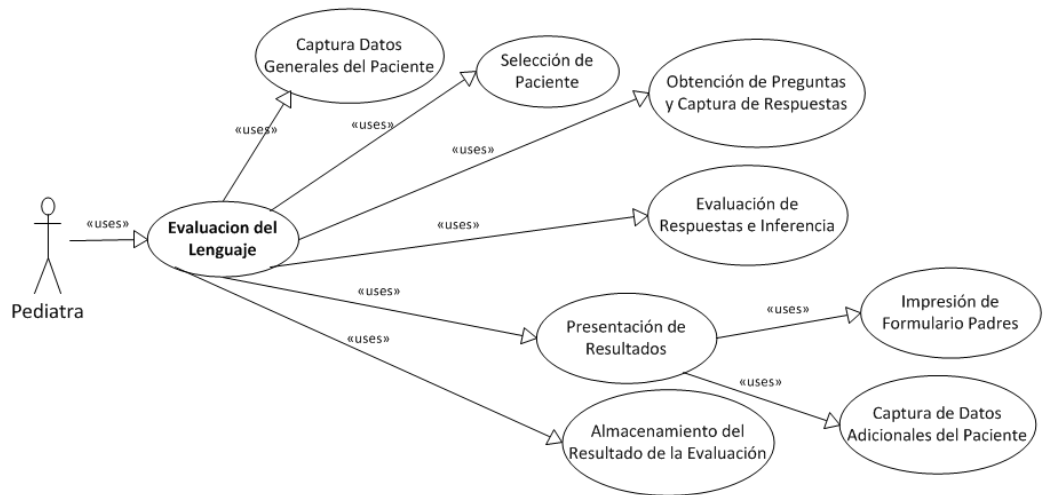 Captura Datos
Generales del Paciente
Selección de
Paciente
Obtención de Preguntas
y Captura de Respuestas
«uses»
«uses»
«uses»
Evaluación de
Respuestas e Inferencia
«uses»
«uses»
Evaluacion del
Lenguaje
Pediatra
«uses»
Impresión de
Formulario Padres
«uses»
Presentación de
Resultados
«uses»
«uses»
Captura de Datos
Adicionales del Paciente
Almacenamiento del
Resultado de la Evaluación